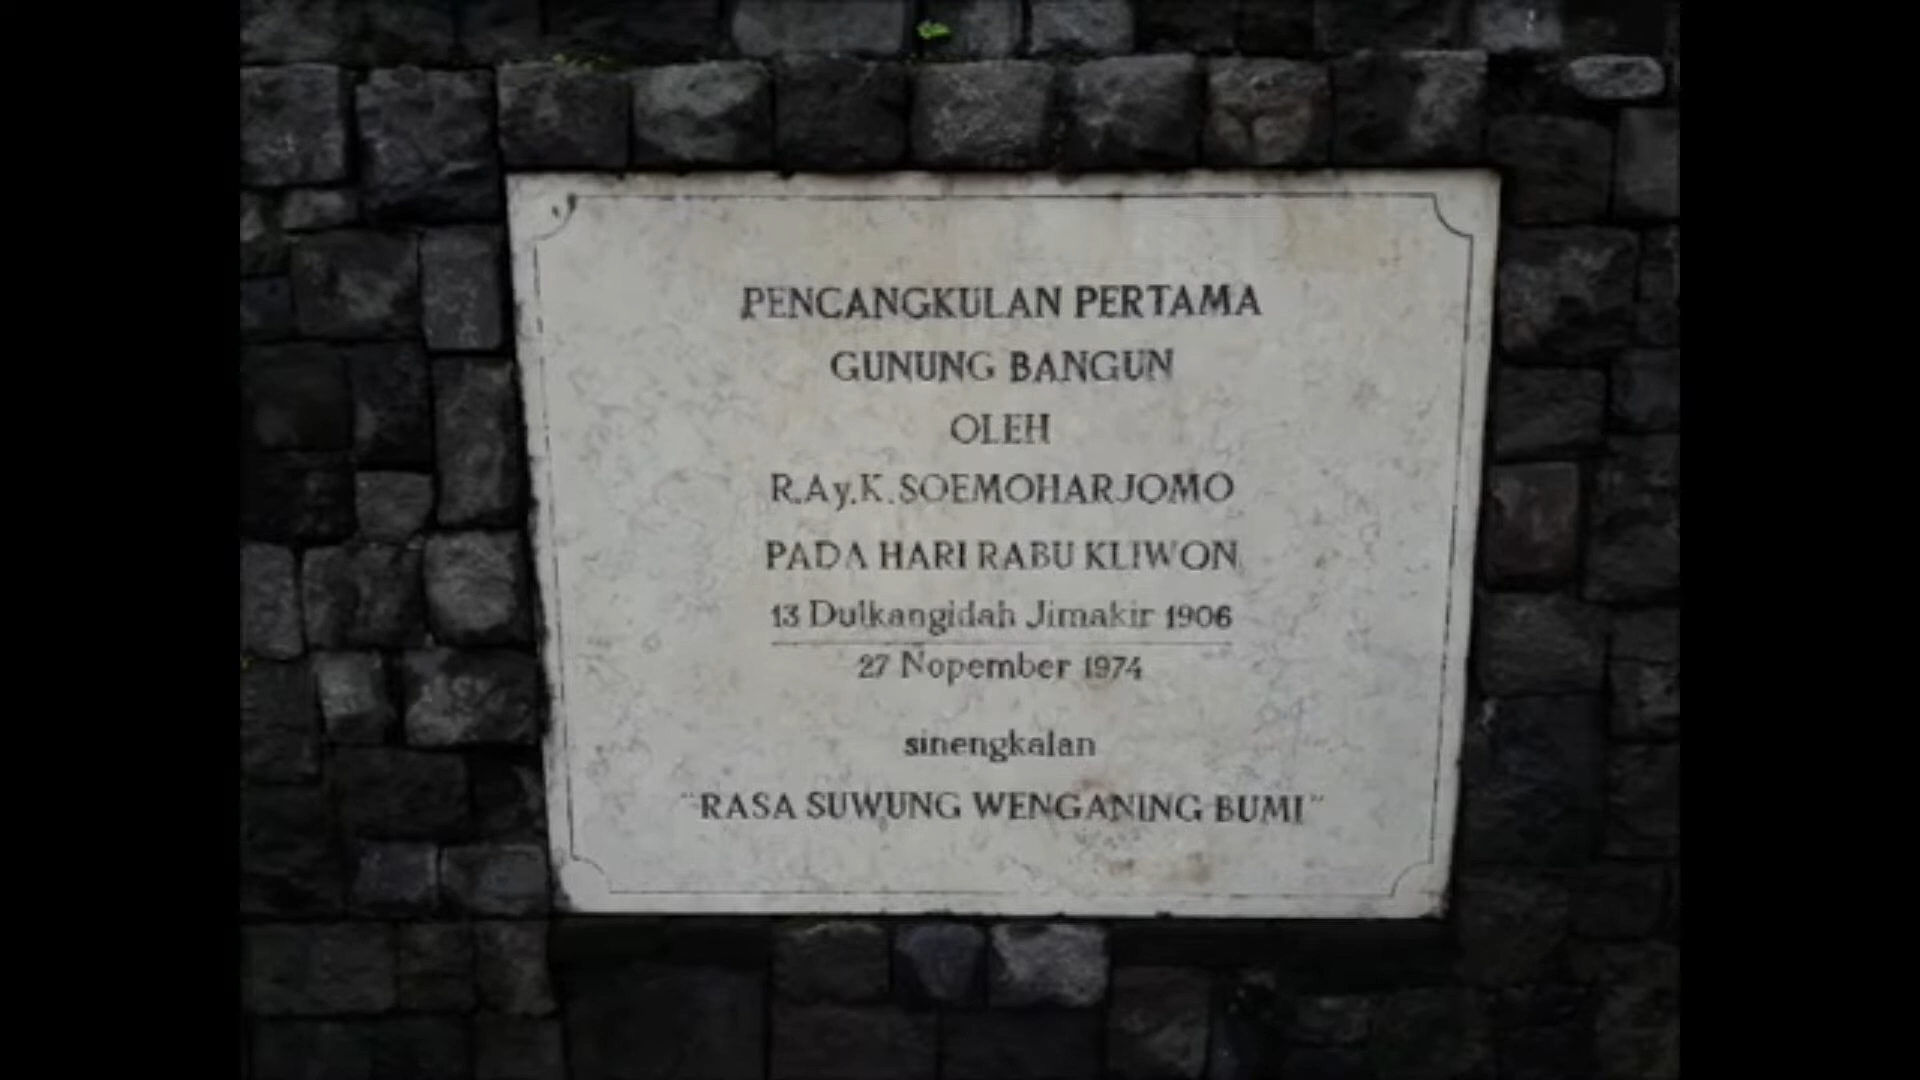 PENCANGKULAN PERTAMA
GUNUNG BANGUN
OLEH
R.Ay.K.SOEMOHARJOMO
PADA HARI RABU KLIWON
13 Dulkangidah Jimakir 1906
27 Nopember 1974
sinengkalan
"RASA SUWUNG WENGANING BUMI"